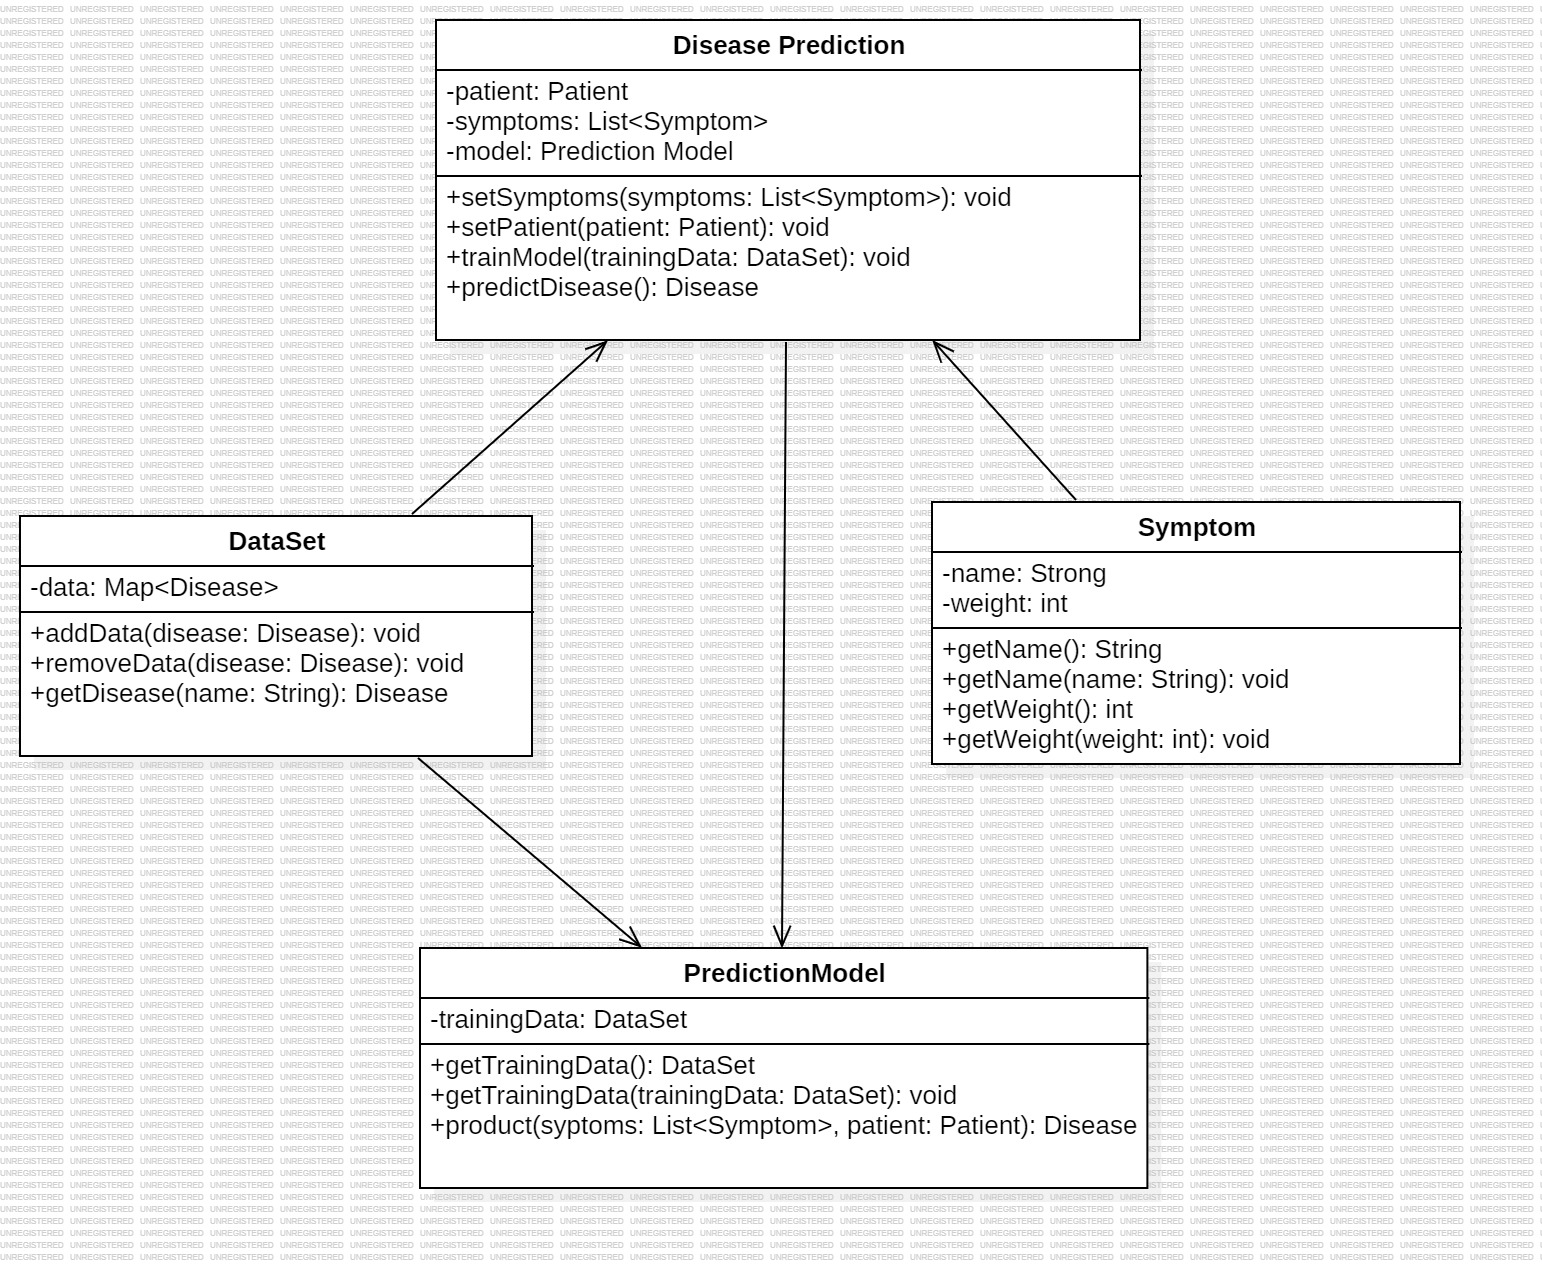 Disease Prediction
-patient: Patient
-symptoms: List<Symptom>
-model: Prediction Model
+setSymptoms(symptoms: List<Symptom>): void
+setPatient(patient: Patient): void
+trainModel(trainingData: DataSet): void
+predictDisease(): Disease
DataSet
-data: Map<Disease>
+addData(disease: Disease): void
+removeData(disease: Disease): void
+getDisease(name: String): Disease
Symptom
-name: Strong
-weight: int
+getName(): String
+getName(name: String): void
+getWeight(): int
+getWeight(weight: int): void
PredictionModel
-trainingData: DataSet
+getTrainingData(): DataSet
+getTrainingData(trainingData: DataSet): void
+product(syptoms: List<Symptom>, patient: Patient): Disease
UNREGISTERED